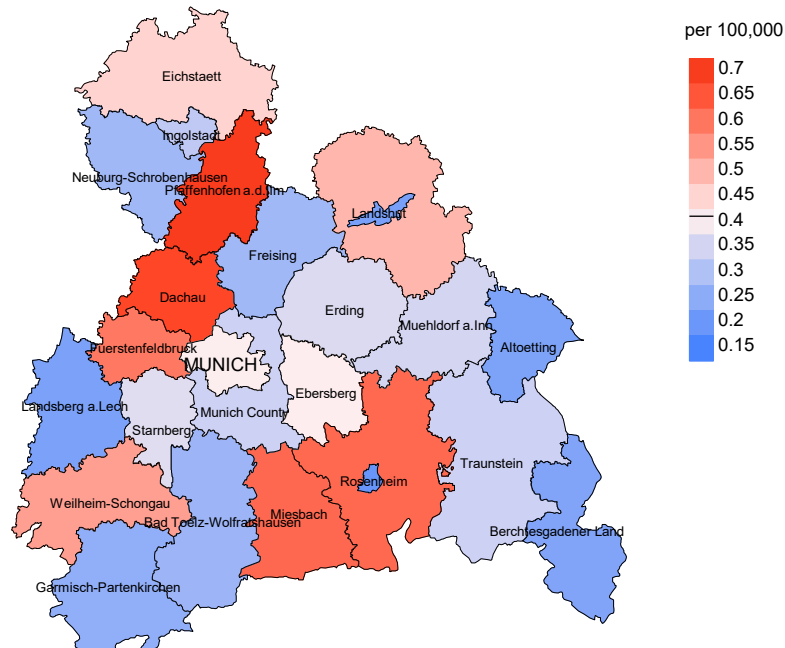 per 100,000
0.7
0.65
0.6
0.55
0.5
0.45
0.4
0.35
0.3
0.25
0.2
0.15
Eichstaett
Ingolstadt
Neuburg-Schrobenhausen
Pfaffenhofen a.d.Ilm
Landshut
Freising
Dachau
Erding
Muehldorf a.Inn
Altoetting
Fuerstenfeldbruck
MUNICH
Ebersberg
Landsberg a.Lech
Munich County
Starnberg
Traunstein
Rosenheim
Weilheim-Schongau
Miesbach
Bad Toelz-Wolfratshausen
Berchtesgadener Land
Garmisch-Partenkirchen